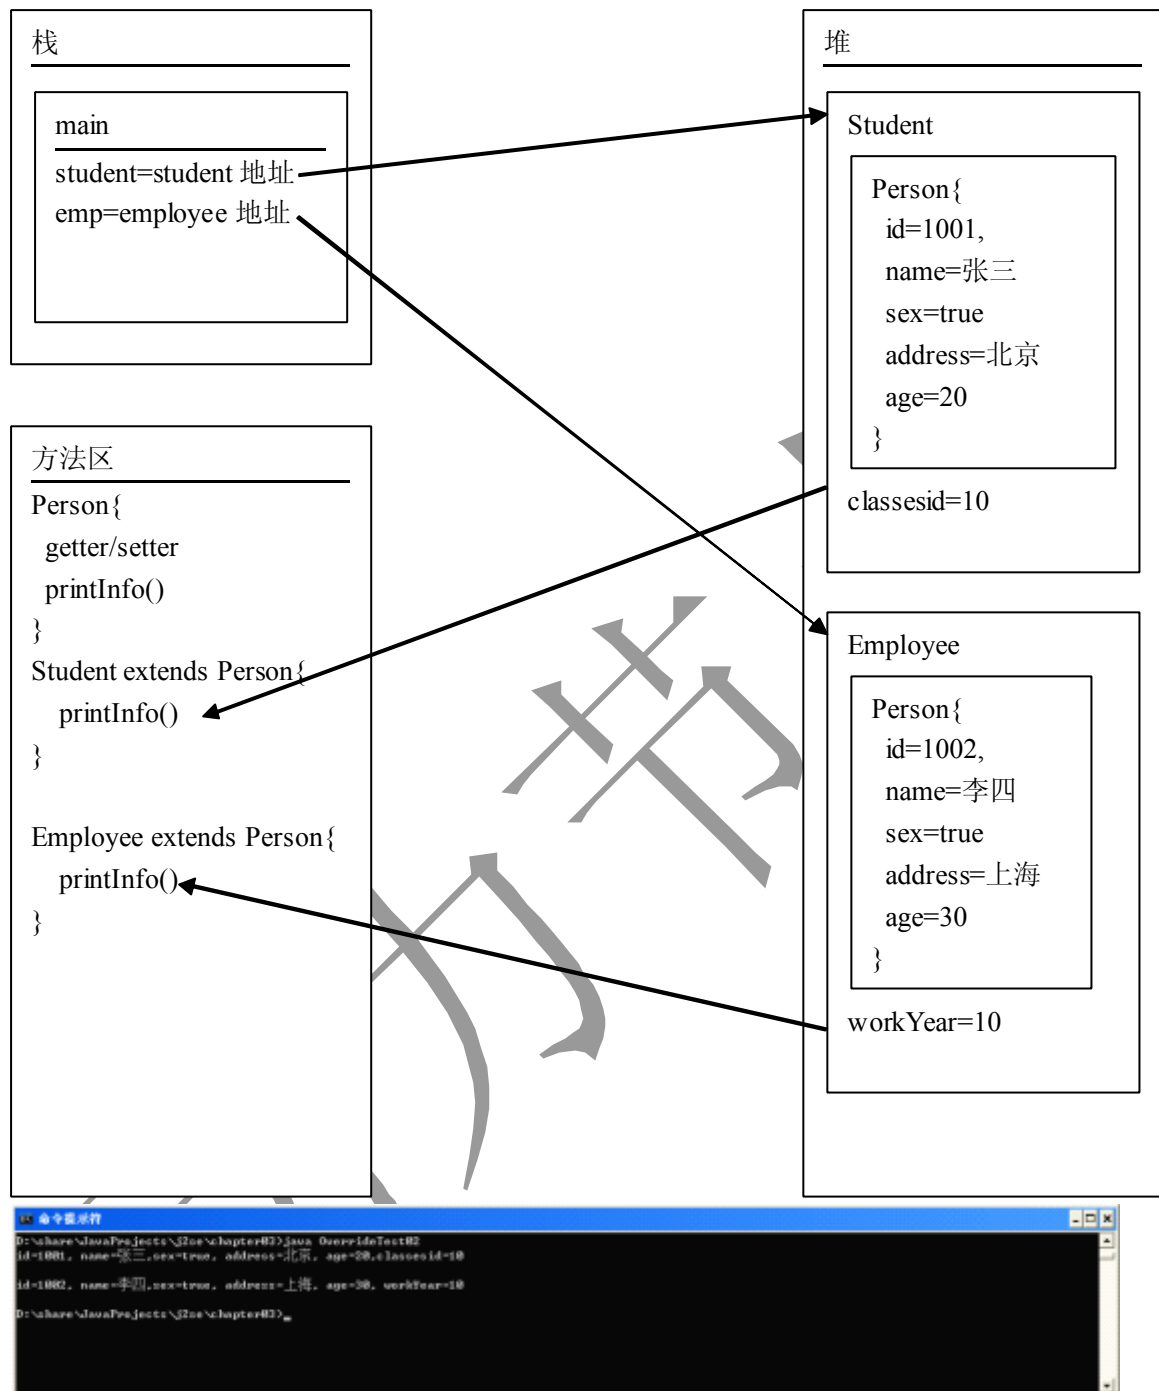 栈
main
student=student 地址
emp=employee 地址
堆
Student
Person{
id=1001,
name=张三
sex=true
address=北京
age=20
}
classesid=10
Employee
Person{
id=1002,
name=李四
sex=true
address=上海
age=30
}
workYear=10
方法区
Person{
getter/setter
printInfo()
}
Student extends Person{
printInfo()
}
Employee extends Person{
printInfo()
}
命令提示符
D:\share\JavaProjects\j2se\chapter03>java OverrideTest02
id=1001, name=张三,sex=true, address=北京, age=20,classesid=10
id=1002, name=李四,sex=true, address=上海, age=30, workYear=10
D:\share\JavaProjects\j2se\chapter03>_